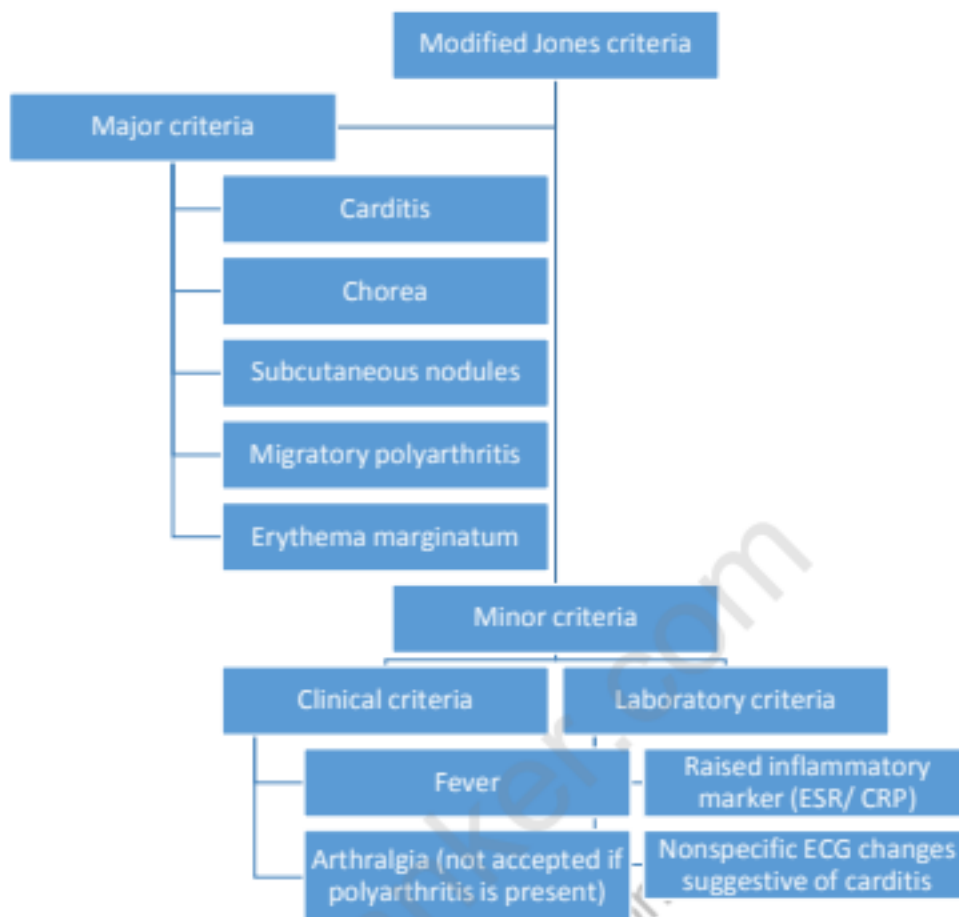 Modified Jones criteria
Major criteria
Carditis
Chorea
Subcutaneous nodules
Migratory polyarthritis
Erythema marginatum
Minor criteria
Clinical criteria
Laboratory criteria
Fever
Raised inflammatory
marker (ESR/ CRP)
Arthralgia (not accepted if
polyarthritis is present)
Nonspecific ECG changes
suggestive of carditis